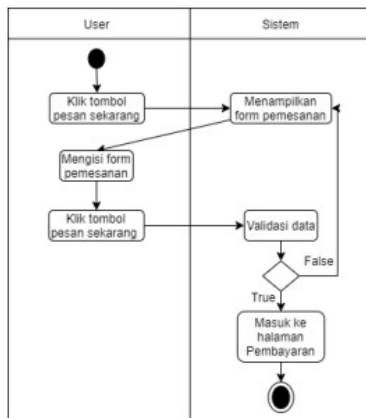 User
Sistem
Klik tombol
pesan sekarang
Menampilkan
form pemesanan
Mengisi form
pemesanan
Klik tombol
pesan sekarang
Validasi data
False
True
Masuk ke
halaman
Pembayaran